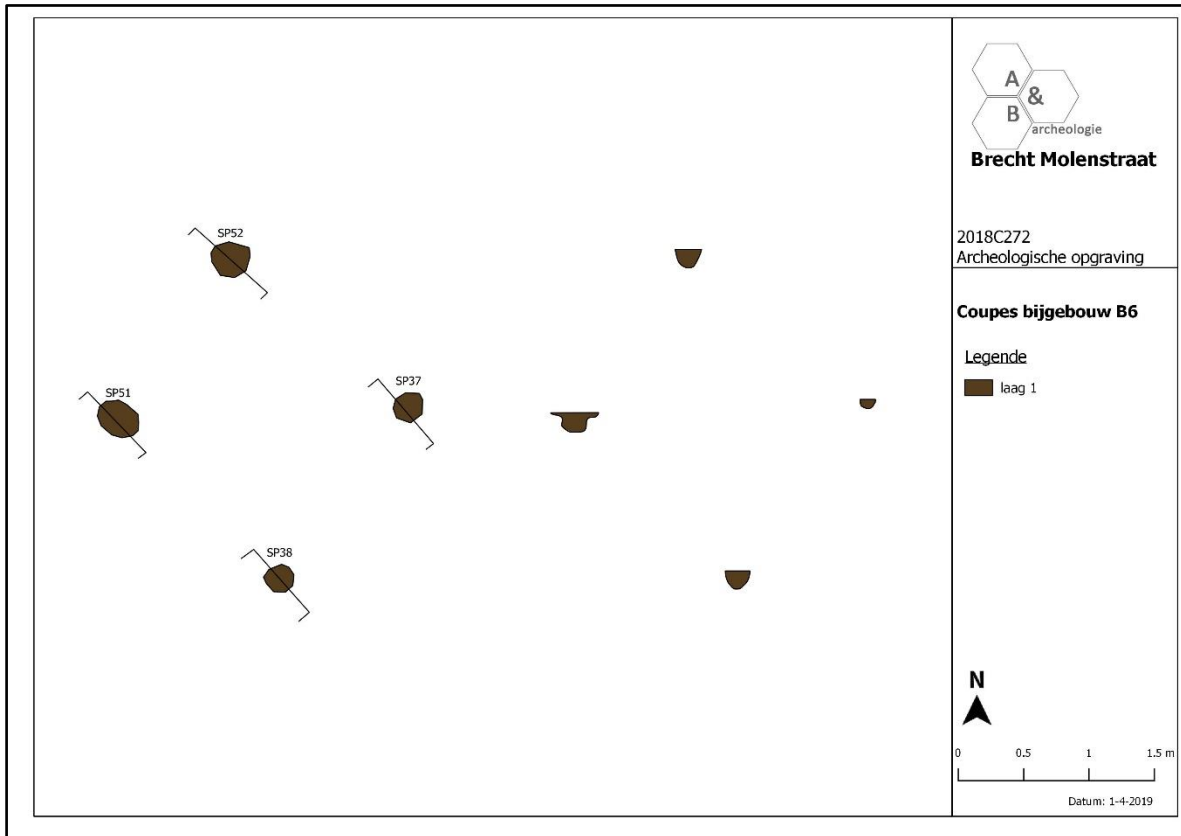 SP52
SP51
SP37
SP38
A
&
B
archeologie
Brecht Molenstraat
2018C272
Archeologische opgraving
Coupes bijgebouw B6
Legende
laag 1
N
0 0.5 1 1.5 m
Datum: 1-4-2019